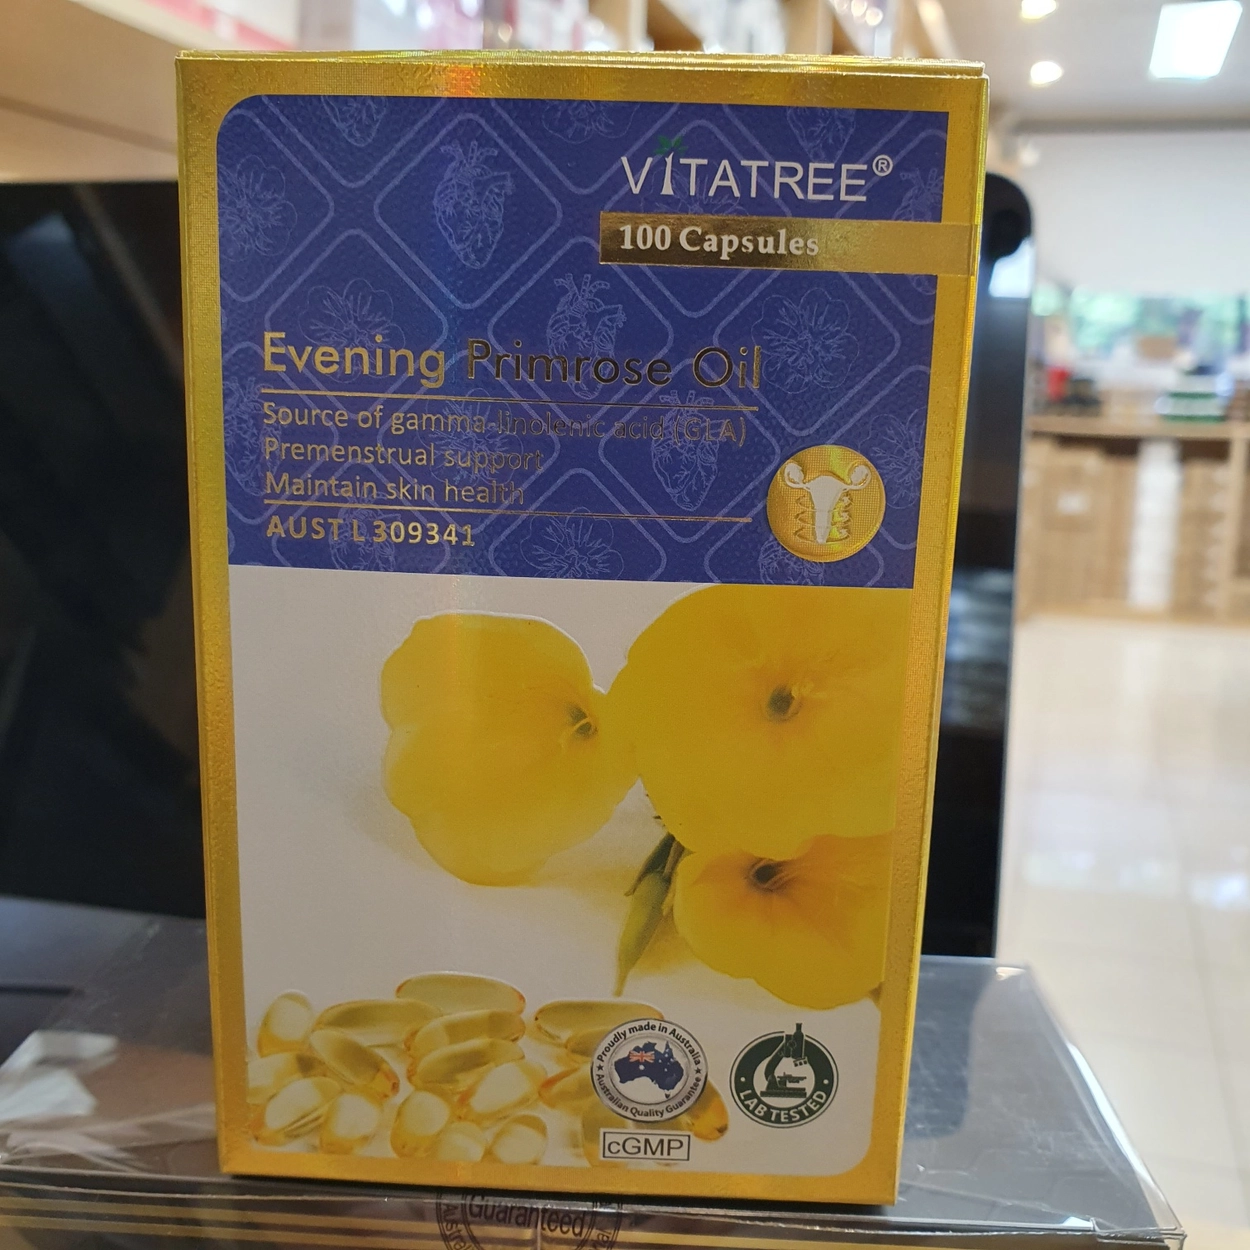 VITATREE®
100 Capsules
Evening Primrose Oil
Source of gamma-linolenic acid (GLA)
Premenstrual support
Maintain skin health
AUST L 309341
Proudly made in Australia
Australian Quality Guarantee
LAB TESTED
cGMP
Guaranteed